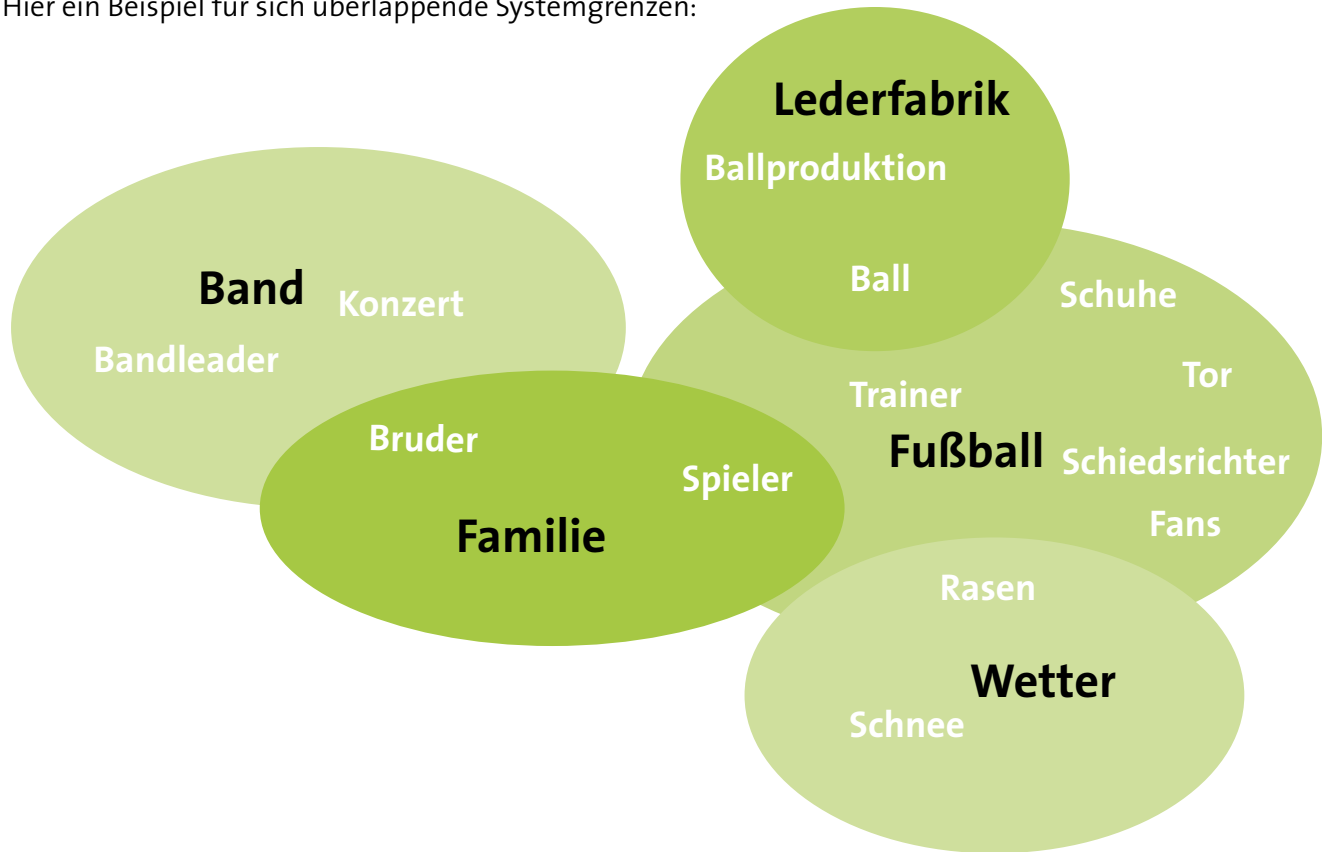 Hier ein Beispiel für sich überlappende Systemgrenzen:
Lederfabrik
Ballproduktion
Ball
Band
Konzert
Bandleader
Schuhe
Tor
Trainer
Fußball
Schiedsrichter
Fans
Bruder
Spieler
Familie
Rasen
Wetter
Schnee